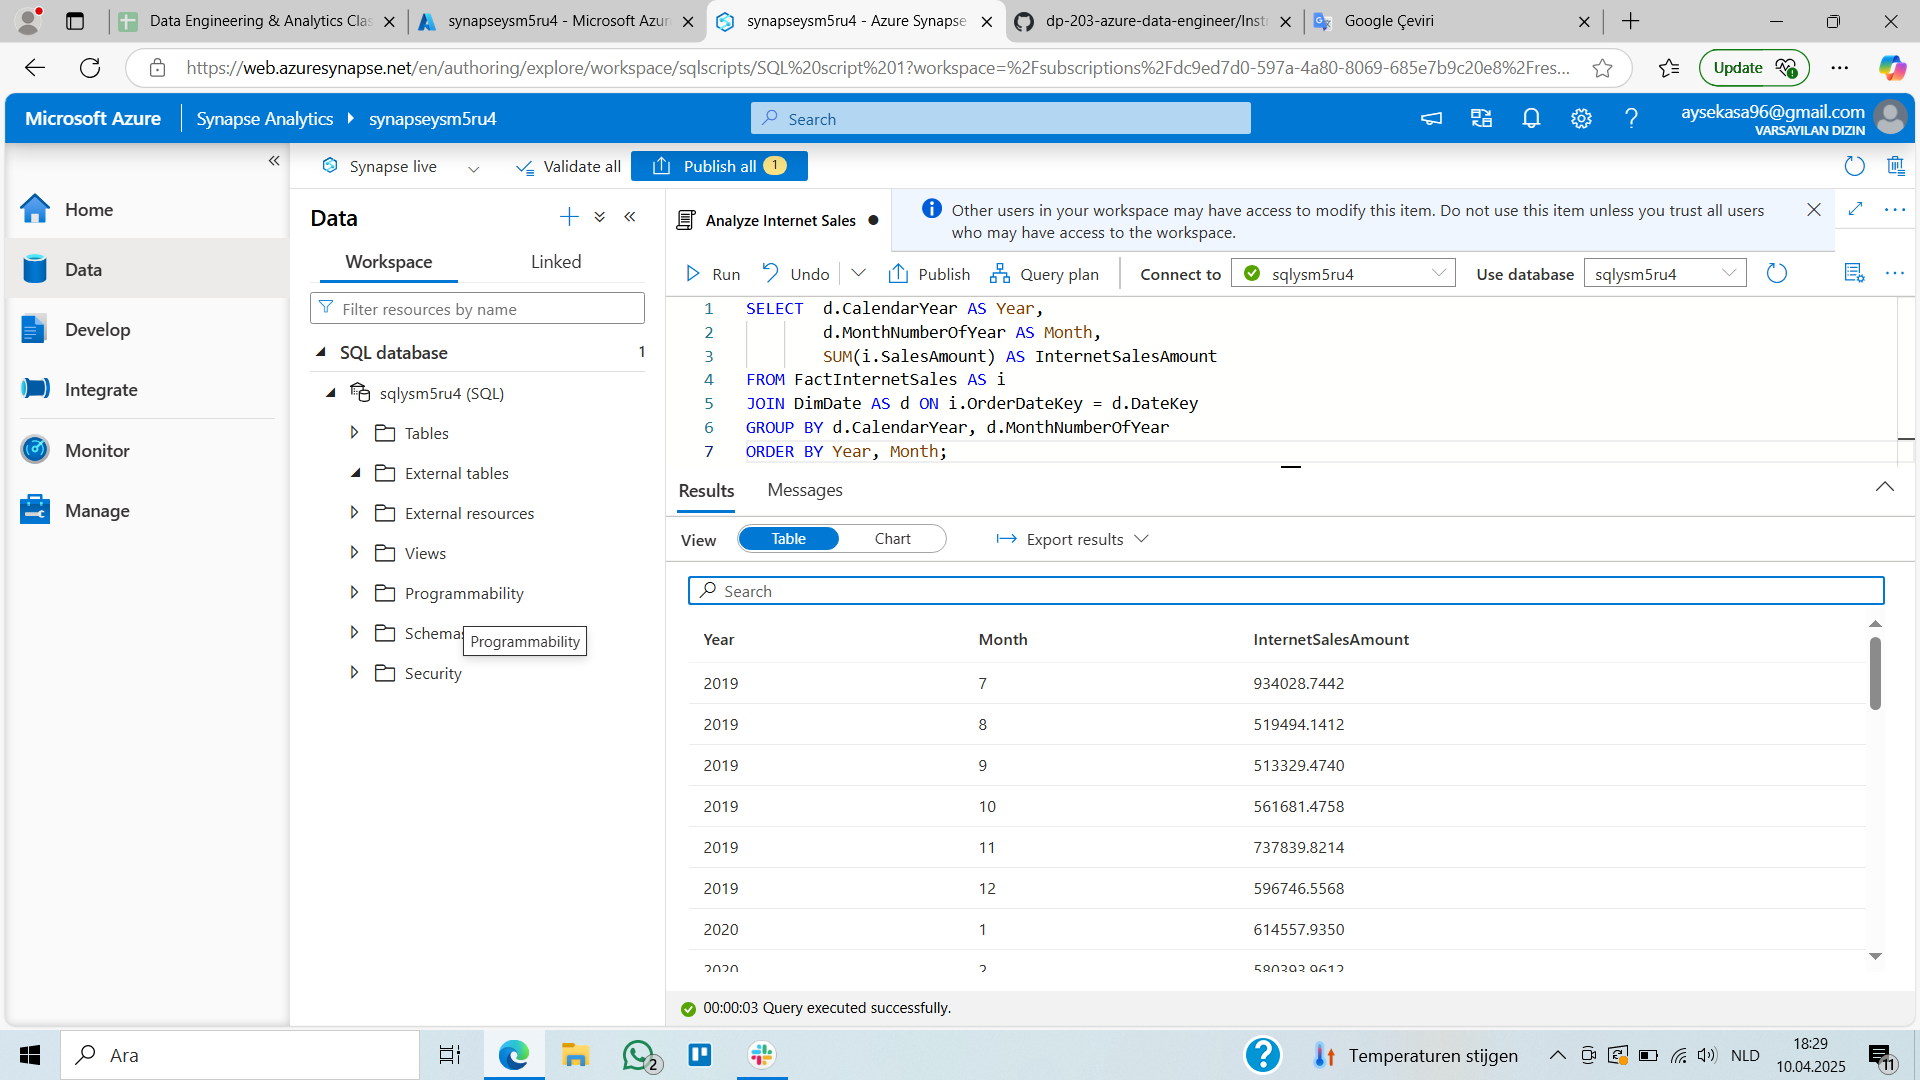 Data Engineering & Analytics Clas
synapseysm5ru4 - Microsoft Azur
synapseysm5ru4 - Azure Synapse
dp-203-azure-data-engineer/Inst
Google Çeviri
https://web.azuresynapse.net/en/authoring/explore/workspace/sqlscripts/SQL%20script%201?workspace=%2Fsubscriptions%2Fdc9ed7d0-597a-4a80-8069-685e7b9c20e8%2Fres...
Update
Microsoft Azure
Synapse Analytics
synapseysm5ru4
Search
aysekasa96@gmail.com
VARSAYILAN DIZIN
Synapse live
Validate all
Publish all 1
Home
Data
Develop
Integrate
Monitor
Manage
Data
Workspace
Linked
Filter resources by name
SQL database 1
sqlysm5ru4 (SQL)
Tables
External tables
External resources
Views
Programmability
Schemas
Programmability
Security
Analyze Internet Sales
Other users in your workspace may have access to modify this item. Do not use this item unless you trust all users
who may have access to the workspace.
Run
Undo
Publish
Query plan
Connect to
sqlysm5ru4
Use database
sqlysm5ru4
1 SELECT d.CalendarYear AS Year,
2 d.MonthNumberOfYear AS Month,
3 SUM(i.SalesAmount) AS InternetSalesAmount
4 FROM FactInternetSales AS i
5 JOIN DimDate AS d ON i.OrderDateKey = d.DateKey
6 GROUP BY d.CalendarYear, d.MonthNumberOfYear
7 ORDER BY Year, Month;
Results
Messages
View
Table
Chart
Export results
Search
Year Month InternetSalesAmount
2019 7 934028.7442
2019 8 519494.1412
2019 9 513329.4740
2019 10 561681.4758
2019 11 737839.8214
2019 12 596746.5568
2020 1 614557.9350
2020 2 580393.9612
00:00:03 Query executed successfully.
Ara
2
Temperaturen stijgen
NLD
18:29
10.04.2025
11